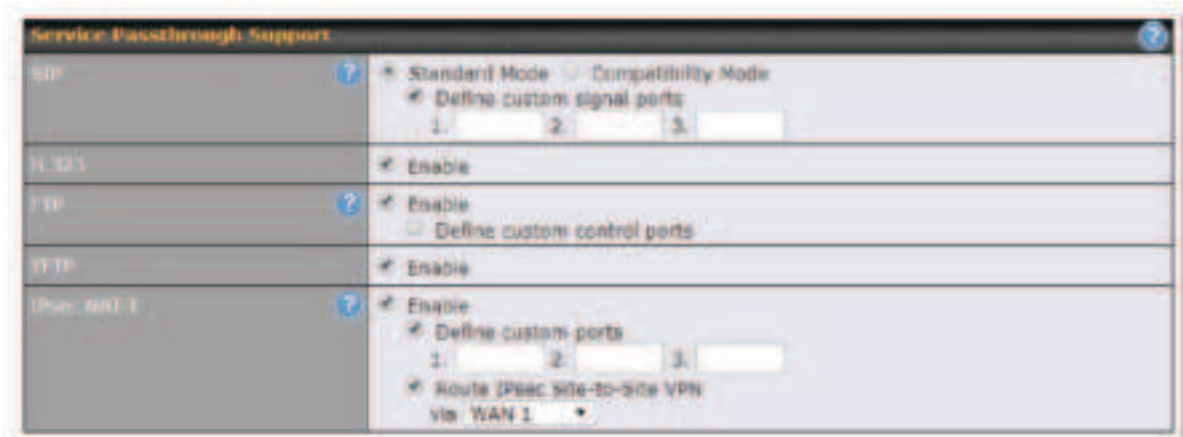 Service Passthrough Support
SIP
Standard Mode Compatibility Mode
Define custom signal ports
1. 2. 3.
H.323
Enable
FTP
Enable
Define custom control ports
TFTP
Enable
IPsec NAT-T
Enable
Define custom ports
1. 2. 3.
Route IPsec Site-to-Site VPN
via WAN 1